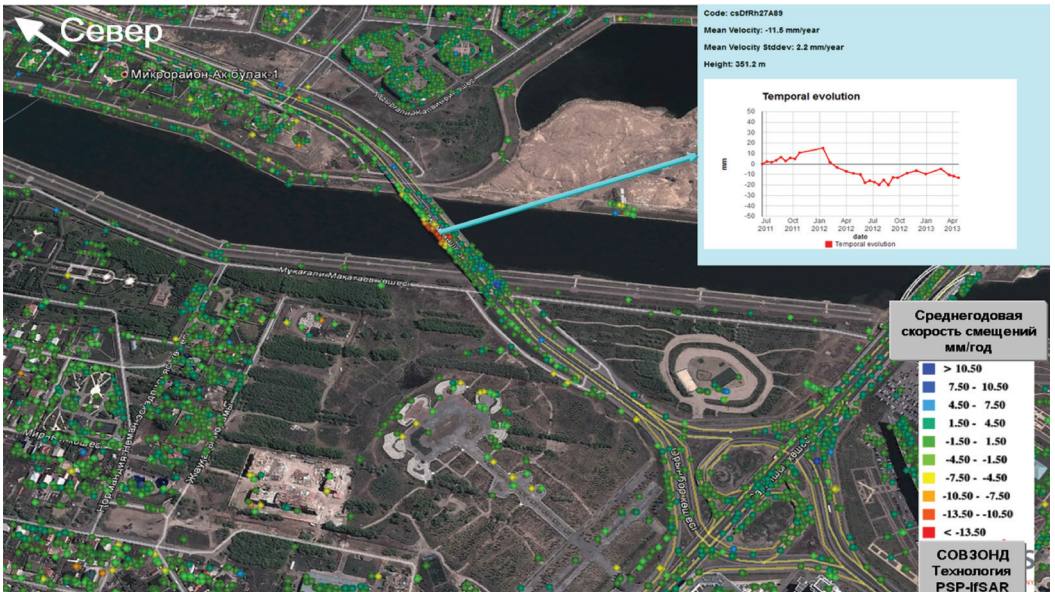 Север
Микрорайон Ак булак-1
Мукагали Макатаев кошесі
Code: csDfRh27A89
Mean Velocity: -11.5 mm/year
Mean Velocity Stddev: 2.2 mm/year
Height: 351.2 m
Temporal evolution
50
40
30
20
10
0
-10
-20
-30
-40
-50
mm
Jul Oct Jan Apr Jul Oct Jan Apr
2011 2011 2012 2012 2012 2012 2013 2013
date
Temporal evolution
Среднегодовая
скорость смещений
мм/год
> 10.50
7.50 - 10.50
4.50 - 7.50
1.50 - 4.50
-1.50 - 1.50
-4.50 - -1.50
-7.50 - -4.50
-10.50 - -7.50
-13.50 - -10.50
< -13.50
СОВЗОНД
Технология
PSP-IfSAR